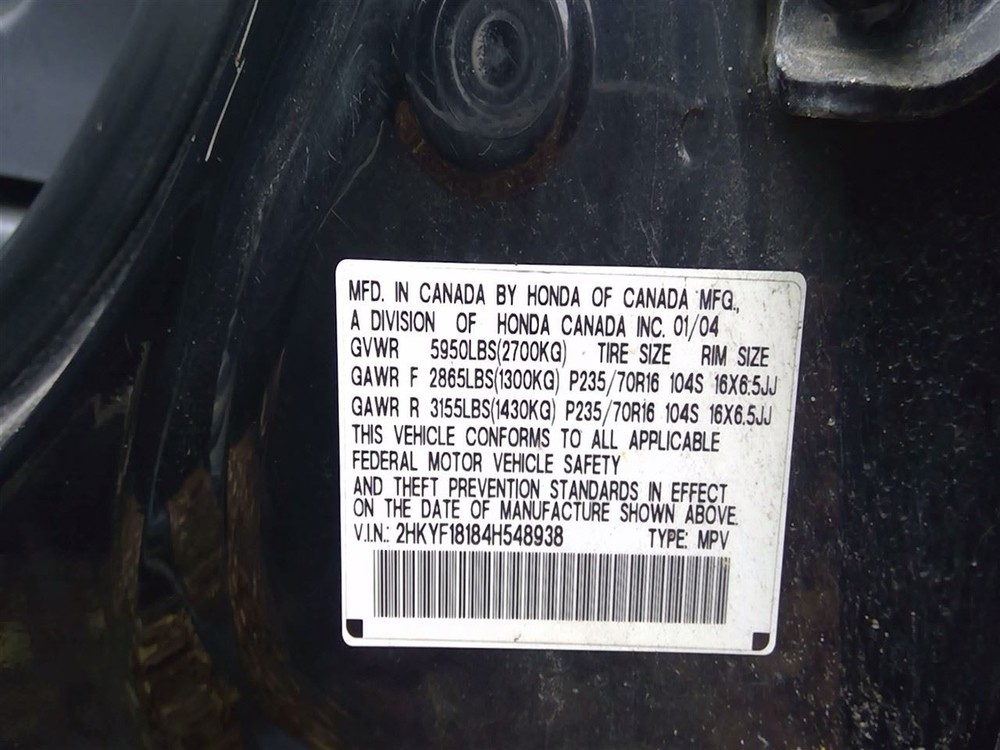 MFD. IN CANADA BY HONDA OF CANADA MFG.,
A DIVISION OF HONDA CANADA INC. 01/04
GVWR 5950LBS(2700KG) TIRE SIZE RIM SIZE
GAWR F 2865LBS(1300KG) P235/70R16 104S 16X6.5JJ
GAWR R 3155LBS(1430KG) P235/70R16 104S 16X6.5JJ
THIS VEHICLE CONFORMS TO ALL APPLICABLE
FEDERAL MOTOR VEHICLE SAFETY
AND THEFT PREVENTION STANDARDS IN EFFECT
ON THE DATE OF MANUFACTURE SHOWN ABOVE.
V.I.N.: 2HKYF18184H548938 TYPE: MPV